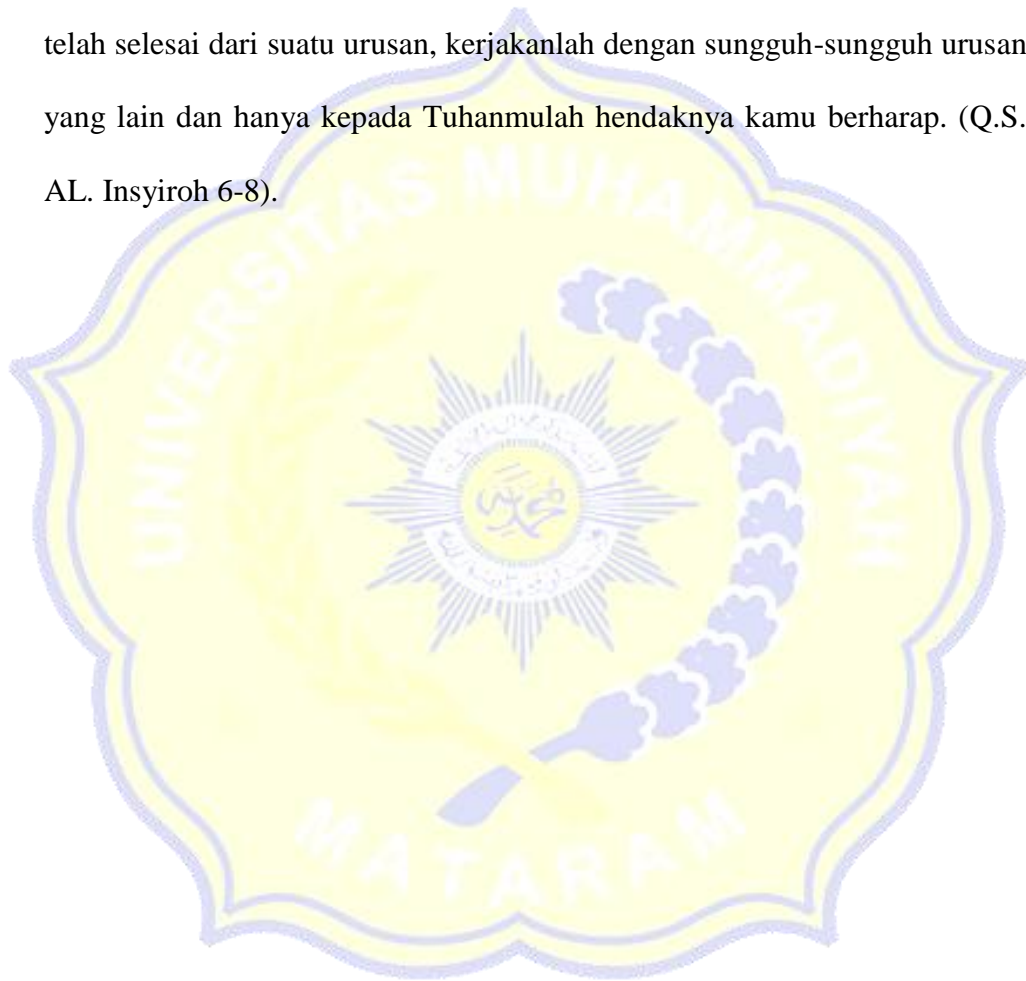 telah selesai dari suatu urusan, kerjakanlah dengan sungguh-sungguh urusan
yang lain dan hanya kepada Tuhanmulah hendaknya kamu berharap. (Q.S.
AL. Insyiroh 6-8).
UNIVERSITAS MUHAMMADIYAH
MATARAM